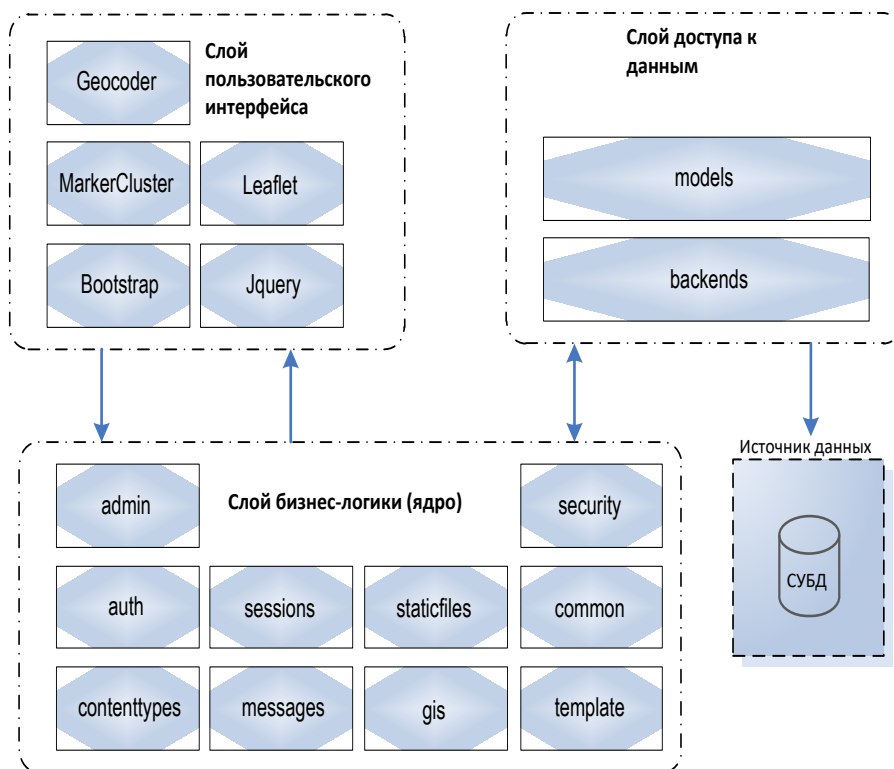 Слой
пользовательского
интерфейса
Geocoder
MarkerCluster
Leaflet
Bootstrap
Jquery
Слой доступа к
данным
models
backends
Слой бизнес-логики (ядро)
admin
security
auth
sessions
staticfiles
common
contenttypes
messages
gis
template
Источник данных
СУБД